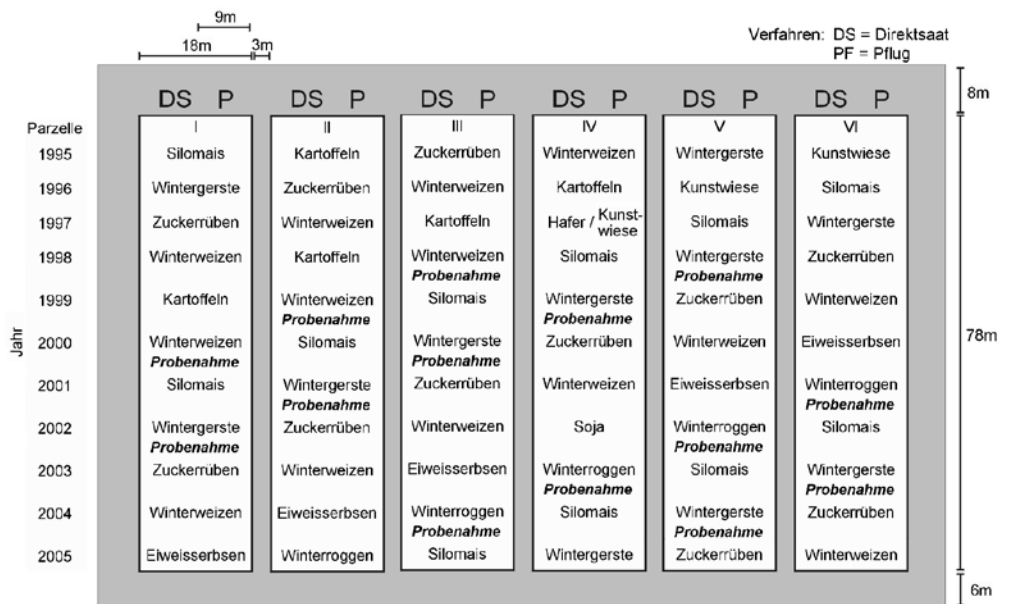 9m
18m 3m
Verfahren: DS = Direktsaat
PF = Pflug
8m
DS P DS P DS P DS P DS P DS P
Parzelle I II III IV V VI
1995 Silomais Kartoffeln Zuckerrüben Winterweizen Wintergerste Kunstwiese
1996 Wintergerste Zuckerrüben Winterweizen Kartoffeln Kunstwiese Silomais
1997 Zuckerrüben Winterweizen Kartoffeln Hafer / Kunst-wiese Silomais Wintergerste
1998 Winterweizen Kartoffeln Winterweizen Silomais Wintergerste Zuckerrüben
Probenahme Probenahme
1999 Kartoffeln Winterweizen Silomais Wintergerste Zuckerrüben Winterweizen
Probenahme Probenahme
Jahr
2000 Winterweizen Silomais Wintergerste Zuckerrüben Winterweizen Eiweisserbsen
Probenahme Probenahme
78m
2001 Silomais Wintergerste Zuckerrüben Winterweizen Eiweisserbsen Winterroggen
Probenahme Probenahme
2002 Wintergerste Zuckerrüben Winterweizen Soja Winterroggen Silomais
Probenahme Probenahme
2003 Zuckerrüben Winterweizen Eiweisserbsen Winterroggen Silomais Wintergerste
Probenahme Probenahme
2004 Winterweizen Eiweisserbsen Winterroggen Silomais Wintergerste Zuckerrüben
Probenahme Probenahme
2005 Eiweisserbsen Winterroggen Silomais Wintergerste Zuckerrüben Winterweizen
6m